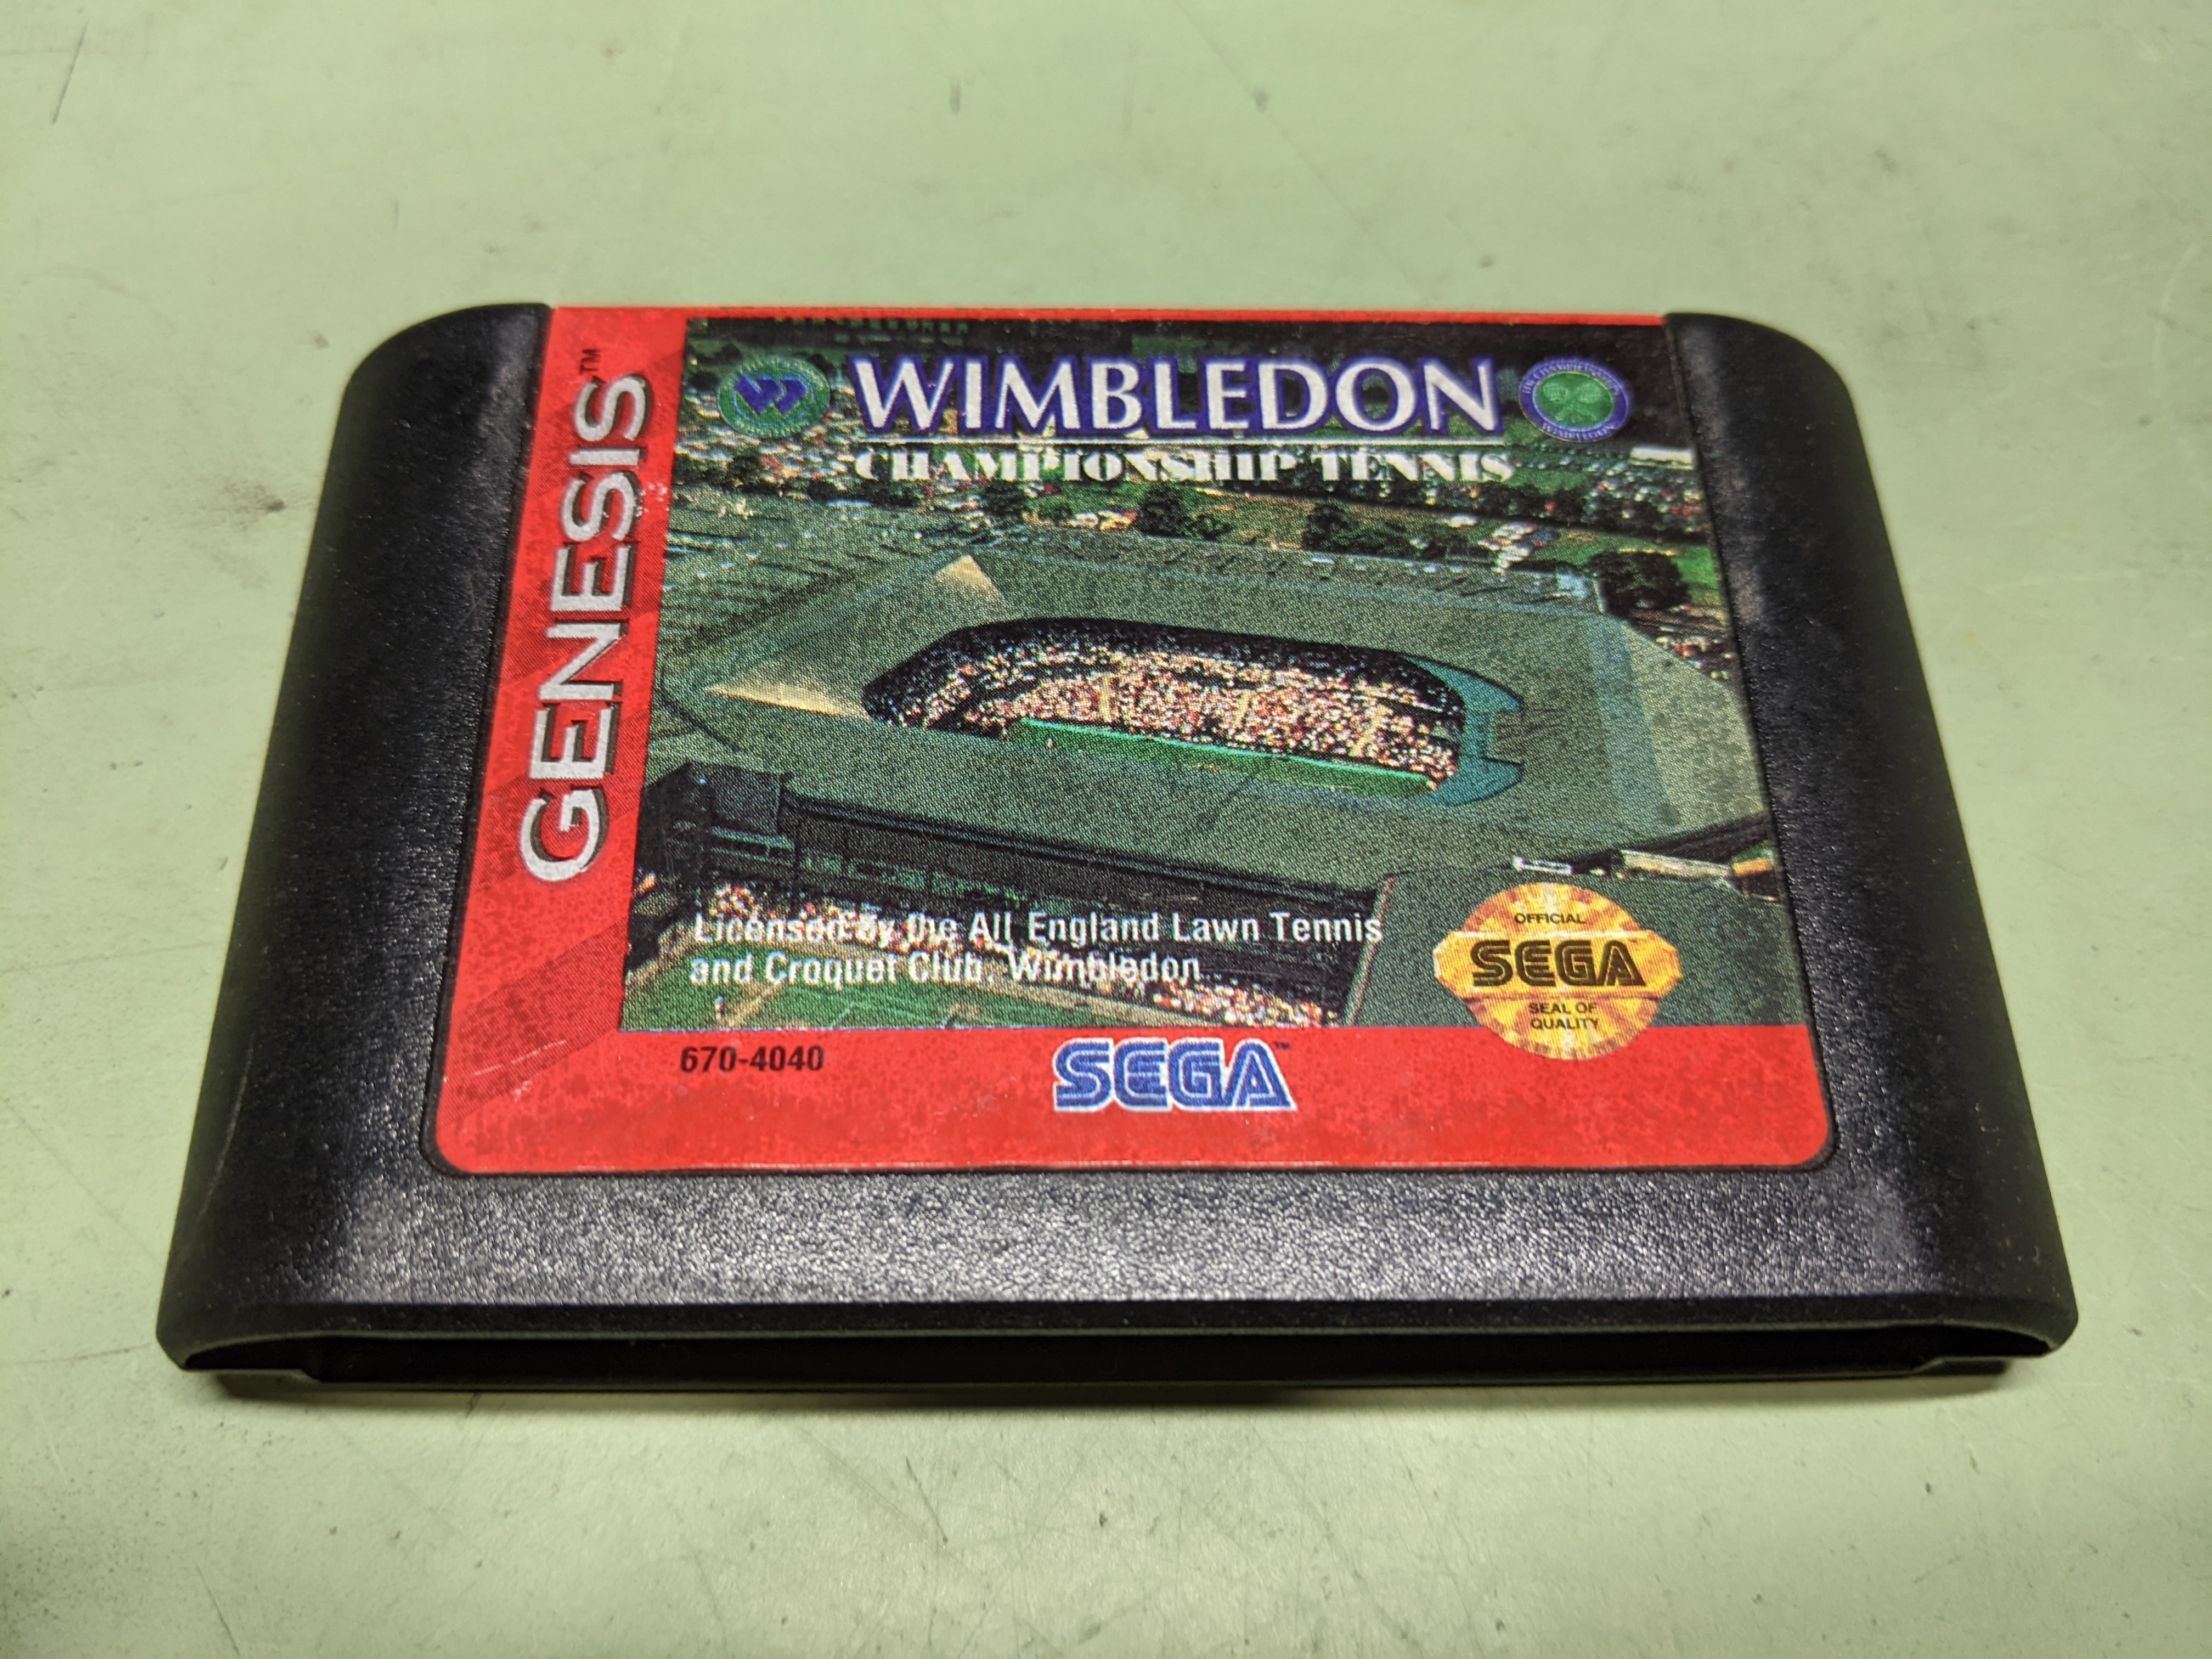 GENESIS™
WIMBLEDON
CHAMPIONSHIP TENNIS
WIMBLEDON
Licensed by the All England Lawn Tennis
and Croquet Club, Wimbledon.
OFFICIAL
SEGA
SEAL OF
QUALITY
670-4040
SEGA™